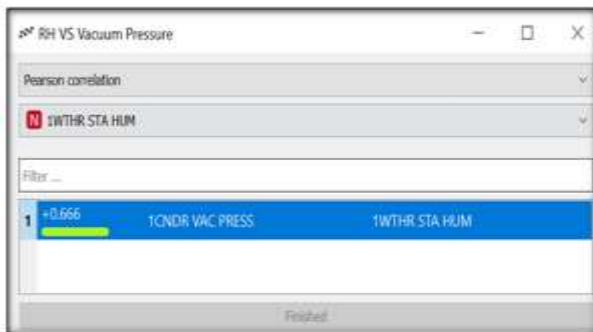 RH VS Vacuum Pressure
Pearson correlation
N 1WTHR STA HUM
Filter ...
1 +0.666 1CNDR VAC PRESS 1WTHR STA HUM
Finished